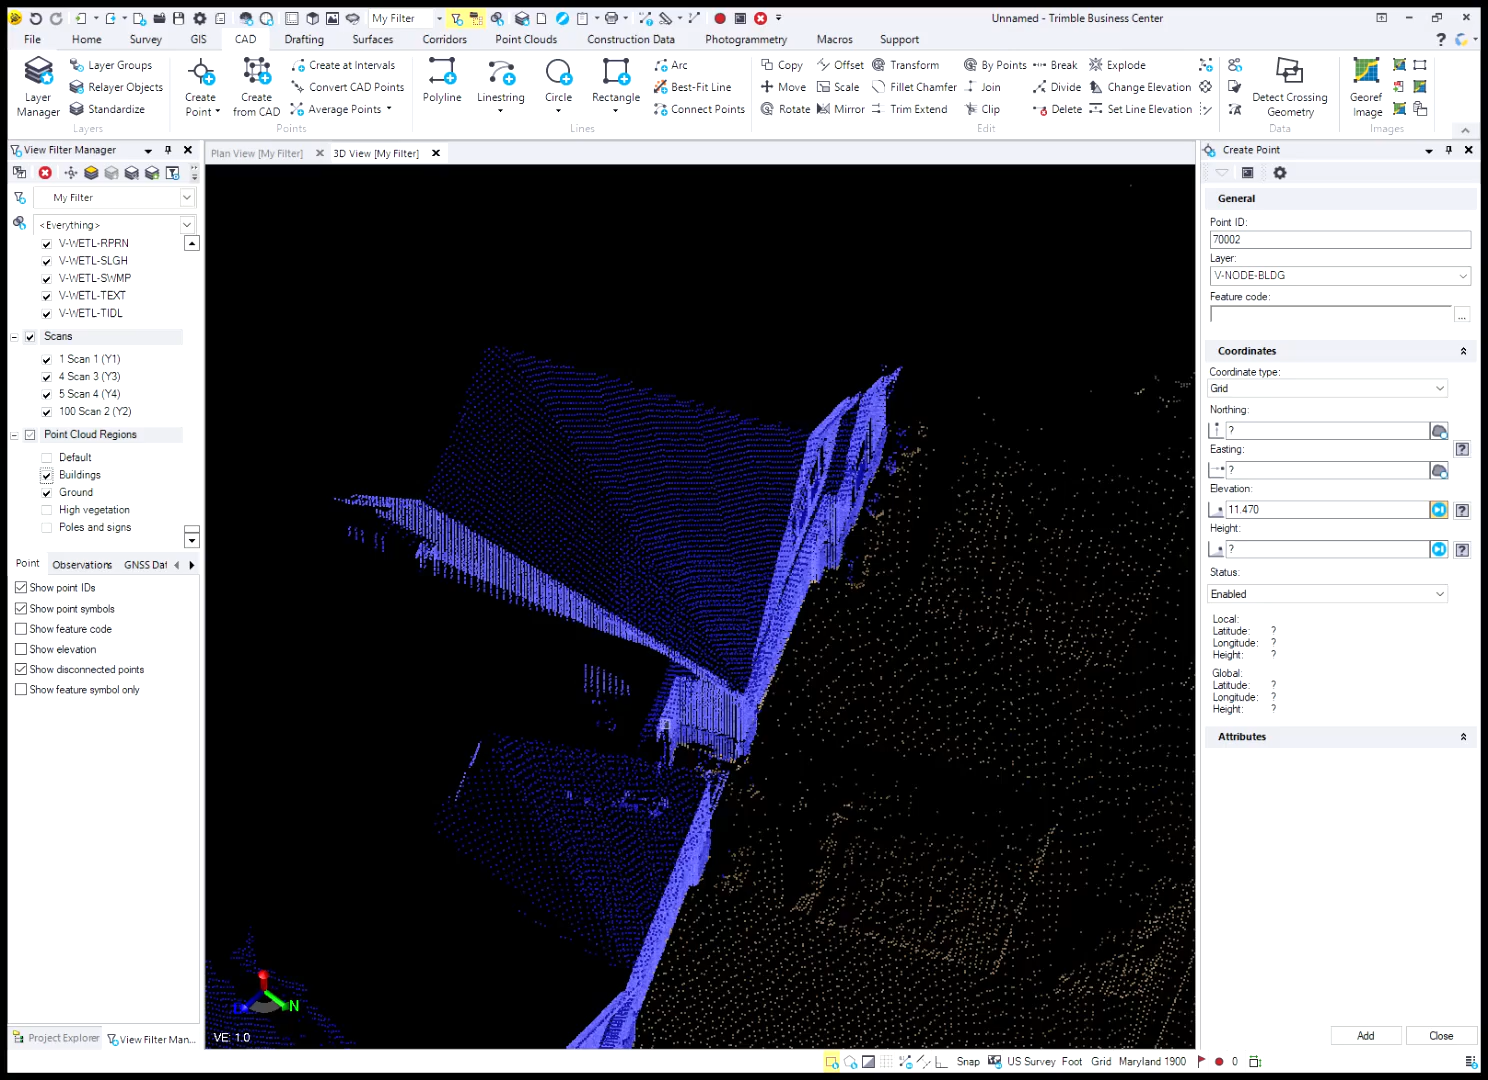 My Filter
Unnamed - Trimble Business Center
File Home Survey GIS CAD Drafting Surfaces Corridors Point Clouds Construction Data Photogrammetry Macros Support
Layer Manager
Layer Groups
Relayer Objects
Standardize
Layers
Create Point
Create from CAD
Create at Intervals
Convert CAD Points
Average Points
Points
Polyline
Linestring
Circle
Rectangle
Arc
Best-Fit Line
Connect Points
Lines
Copy Offset Transform By Points Break Explode
Move Scale Fillet Chamfer Join Divide Change Elevation
Rotate Mirror Trim Extend Clip Delete Set Line Elevation
Edit
Detect Crossing Geometry
Data
Georef Image
Images
View Filter Manager
My Filter
<Everything>
V-WETL-RPRN
V-WETL-SLGH
V-WETL-SWMP
V-WETL-TEXT
V-WETL-TIDL
Scans
1 Scan 1 (Y1)
4 Scan 3 (Y3)
5 Scan 4 (Y4)
100 Scan 2 (Y2)
Point Cloud Regions
Default
Buildings
Ground
High vegetation
Poles and signs
Point Observations GNSS Dat
Show point IDs
Show point symbols
Show feature code
Show elevation
Show disconnected points
Show feature symbol only
Project Explorer View Filter Man...
Plan View [My Filter] 3D View [My Filter]
N
VE: 1.0
Create Point
General
Point ID:
70002
Layer:
V-NODE-BLDG
Feature code:
...
Coordinates
Coordinate type:
Grid
Northing:
?
Easting:
?
Elevation:
11.470
Height:
?
Status:
Enabled
Local:
Latitude: ?
Longitude: ?
Height: ?
Global:
Latitude: ?
Longitude: ?
Height: ?
Attributes
Add Close
Snap US Survey Foot Grid Maryland 1900 0